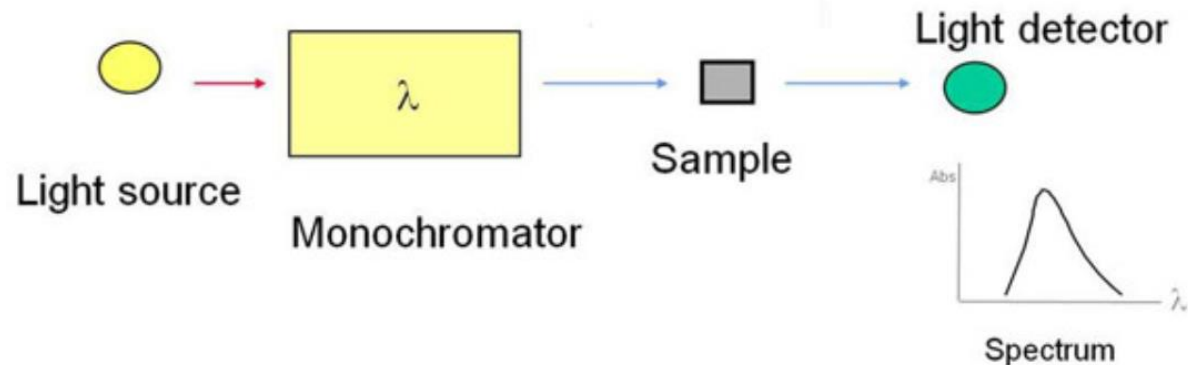 Light detector
λ
Sample
Light source
Monochromator
Abs
λ
Spectrum